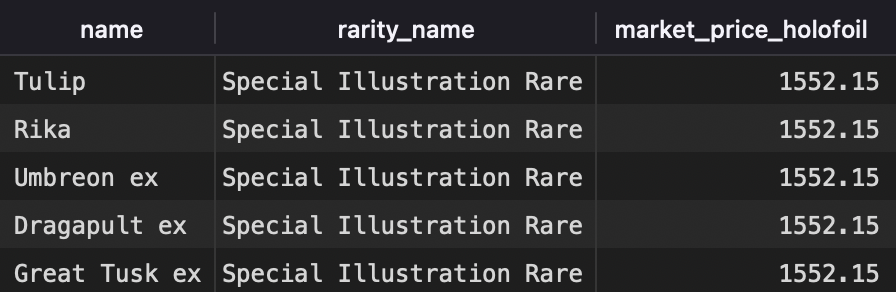 name rarity_name market_price_holofoil
Tulip Special Illustration Rare 1552.15
Rika Special Illustration Rare 1552.15
Umbreon ex Special Illustration Rare 1552.15
Dragapult ex Special Illustration Rare 1552.15
Great Tusk ex Special Illustration Rare 1552.15